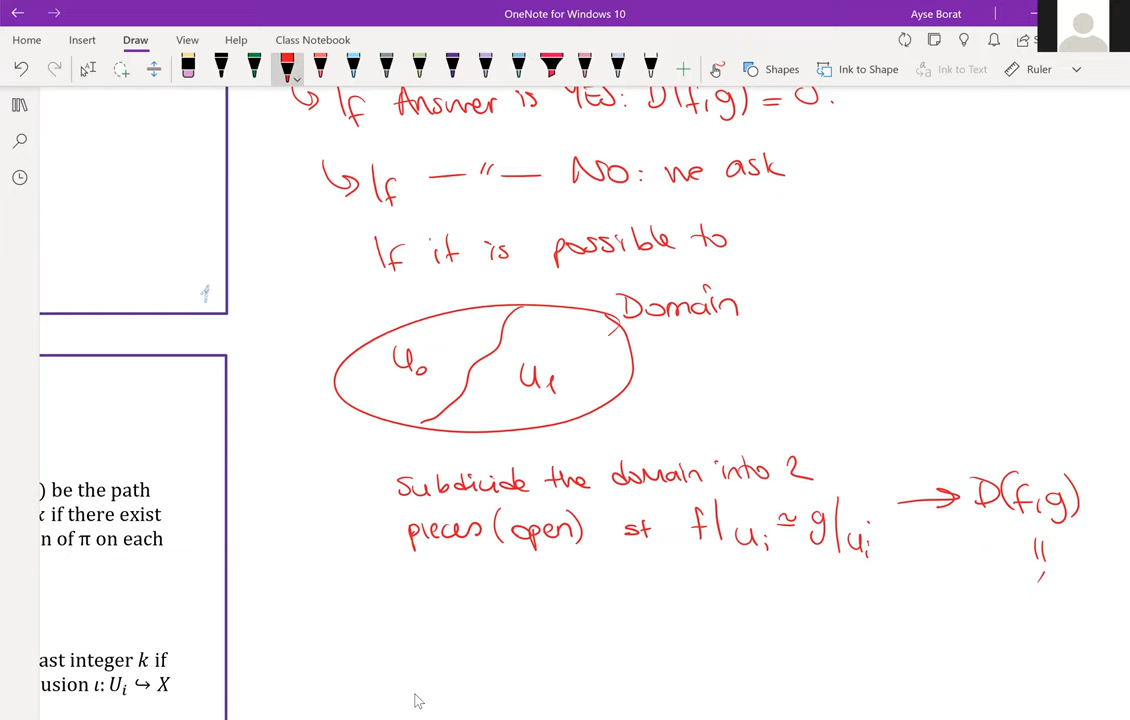 OneNote for Windows 10
Ayse Borat
Home Insert Draw View Help Class Notebook
Shapes Ink to Shape Ink to Text Ruler
↳ If Answer is YES: D(f,g) = 0.
↳ If —"— NO: we ask
If it is possible to
Domain
U₀ U₁
subdicide the domain into 2
pieces (open) st f|Uᵢ ≃ g|Uᵢ → D(f,g)
"
1
) be the path
if there exist
n of π on each
ast integer k if
usion ι: Uᵢ ↪ X